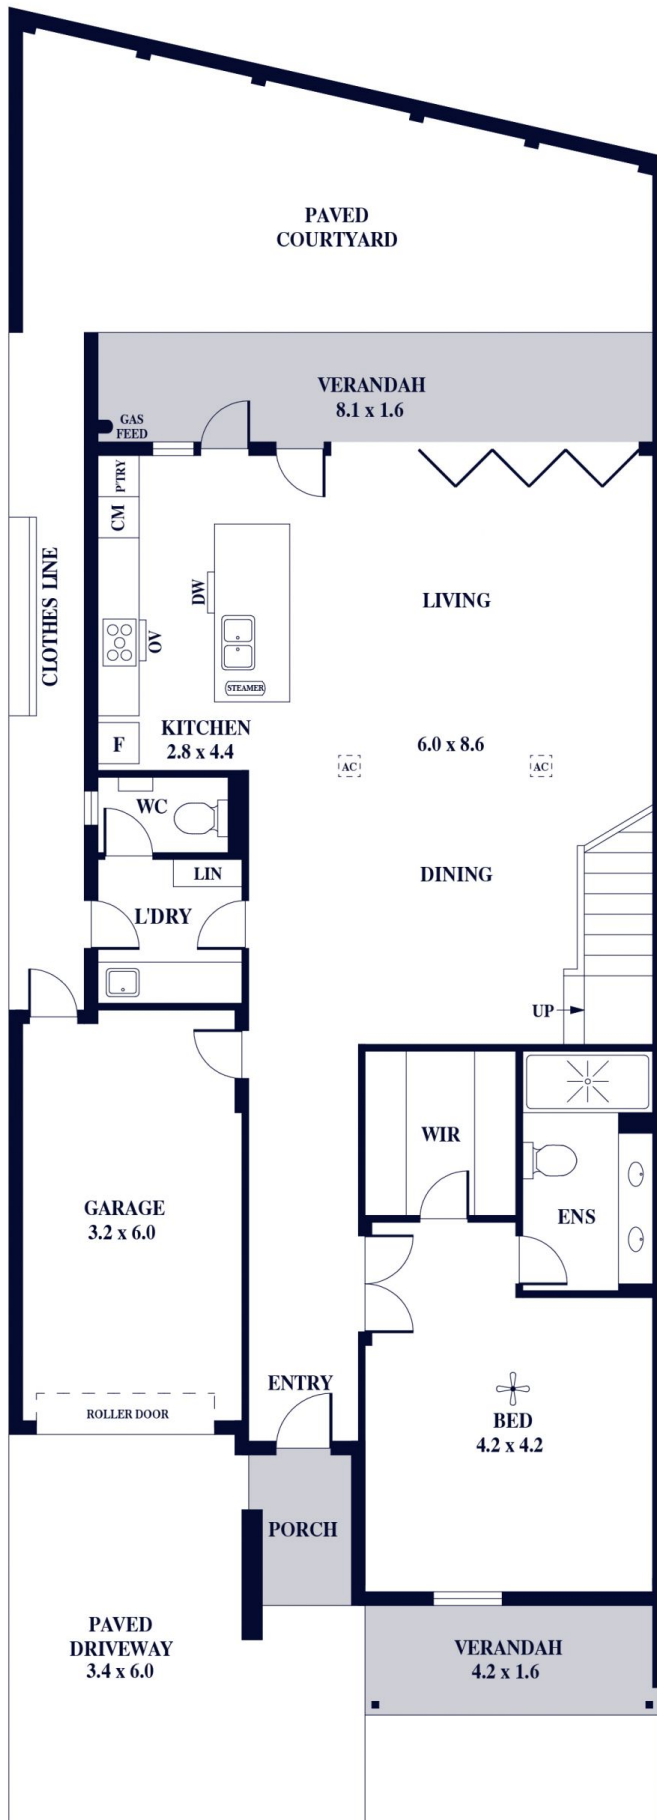 PAVED
COURTYARD
VERANDAH
8.1 x 1.6
GAS
FEED
PTRY
CM
CLOTHES LINE
DW
OV
STEAMER
LIVING
KITCHEN
2.8 x 4.4
F
6.0 x 8.6
AC
AC
WC
LIN
DINING
L'DRY
UP
WIR
GARAGE
3.2 x 6.0
ENS
ENTRY
ROLLER DOOR
BED
4.2 x 4.2
PORCH
PAVED
DRIVEWAY
3.4 x 6.0
VERANDAH
4.2 x 1.6